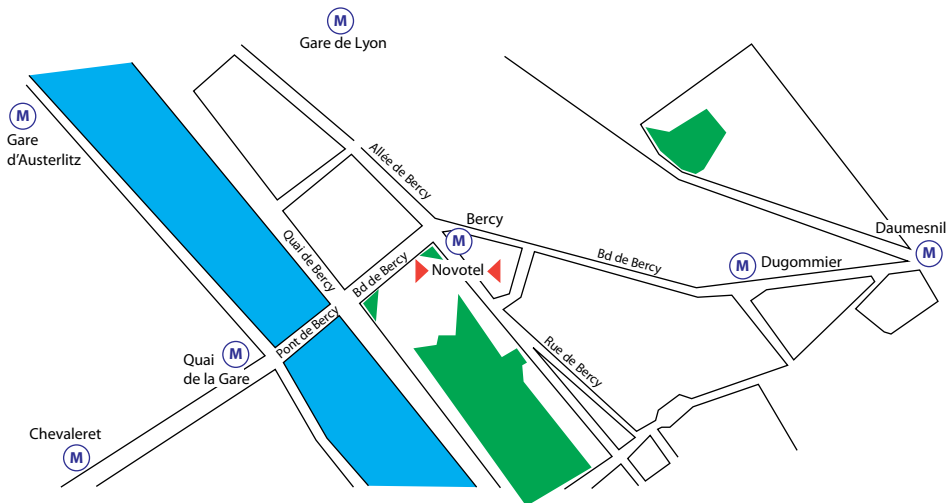 M
Gare de Lyon
M
Gare
d'Austerlitz
Allée de Bercy
Bercy
M
Daumesnil
M
Quai de Bercy
Bd de Bercy
Novotel
Bd de Bercy
M
Dugommier
Pont de Bercy
Quai
de la Gare
M
Rue de Bercy
Chevaleret
M